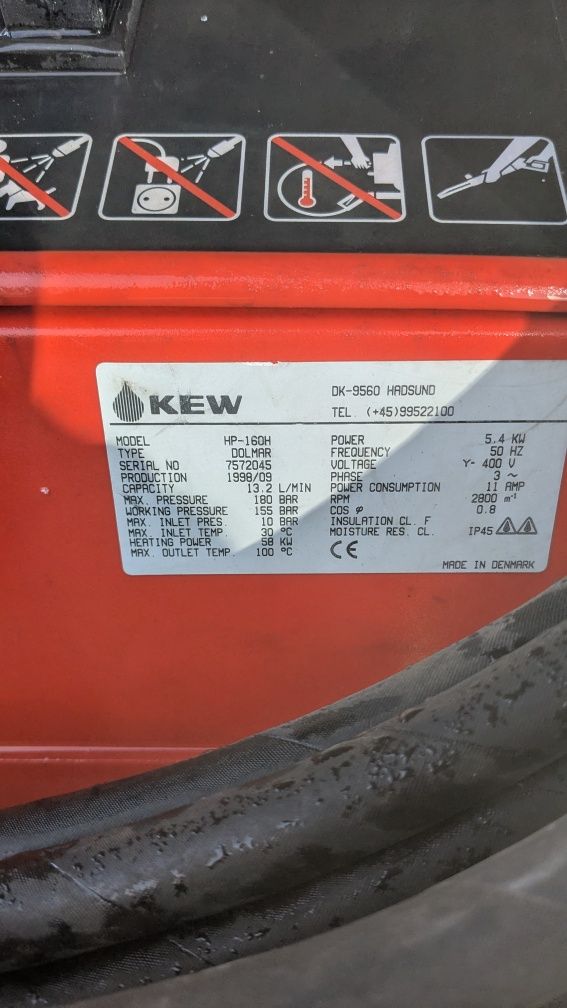 KEW
DK-9560 HADSUND
TEL. (+45)99522100
MODEL HP-160H
TYPE DOLMAR
SERIAL NO 7572045
PRODUCTION 1998/09
CAPACITY 13.2 L/MIN
MAX. PRESSURE 180 BAR
WORKING PRESSURE 155 BAR
MAX. INLET PRES. 10 BAR
MAX. INLET TEMP. 30 °C
HEATING POWER 58 KW
MAX. OUTLET TEMP. 100 °C
POWER 5.4 KW
FREQUENCY 50 HZ
VOLTAGE Y- 400 V
PHASE 3 ~
POWER CONSUMPTION 11 AMP
RPM 2800 m⁻¹
COS φ 0.8
INSULATION CL. F
MOISTURE RES. CL. IP45
CE
MADE IN DENMARK